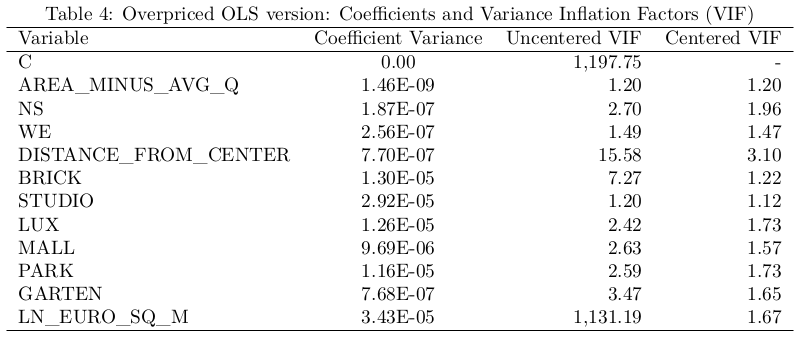 Table 4: Overpriced OLS version: Coefficients and Variance Inflation Factors (VIF)
Variable Coefficient Variance Uncentered VIF Centered VIF
C 0.00 1,197.75 -
AREA_MINUS_AVG_Q 1.46E-09 1.20 1.20
NS 1.87E-07 2.70 1.96
WE 2.56E-07 1.49 1.47
DISTANCE_FROM_CENTER 7.70E-07 15.58 3.10
BRICK 1.30E-05 7.27 1.22
STUDIO 2.92E-05 1.20 1.12
LUX 1.26E-05 2.42 1.73
MALL 9.69E-06 2.63 1.57
PARK 1.16E-05 2.59 1.73
GARTEN 7.68E-07 3.47 1.65
LN_EURO_SQ_M 3.43E-05 1,131.19 1.67